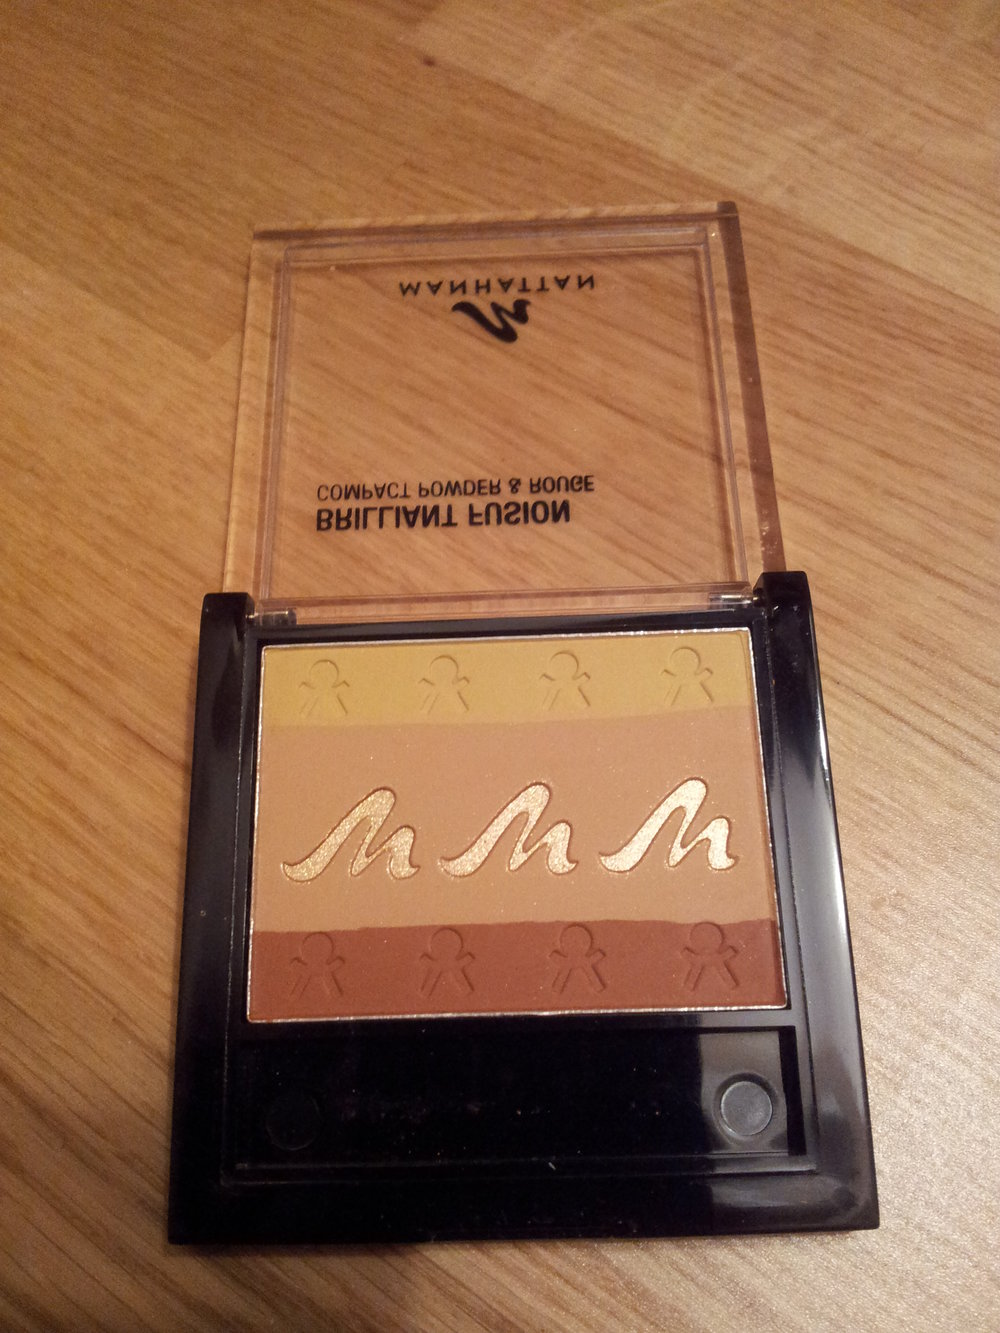 BRILLIANT FUSION
COMPACT POWDER & ROUGE
MANHATTAN